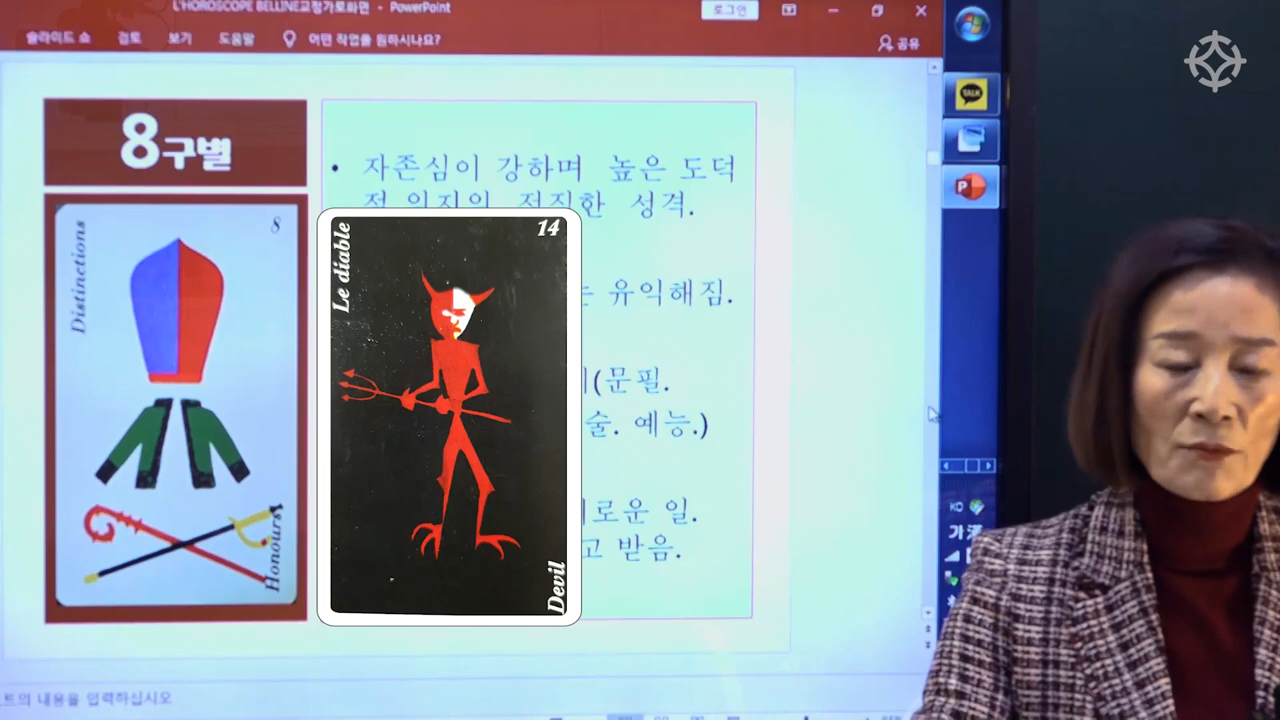 L'HOROSCOPE BELLINE교정가로화면 - PowerPoint
로그인
슬라이드 쇼 검토 보기 도움말 어떤 작업을 원하시나요?
공유
TALK
P
8구별
8
Distinctions
Honours
• 자존심이 강하며 높은 도덕
적 의지의 전직한 성격.
는 유익해짐.
(문필.
술. 예능.)
로운 일.
고 받음.
14
Le diable
Devil
트의 내용을 입력하십시오
KO
가 漢